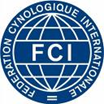 FEDERATION CYNOLOGIQUE INTERNATIONALE
FCI